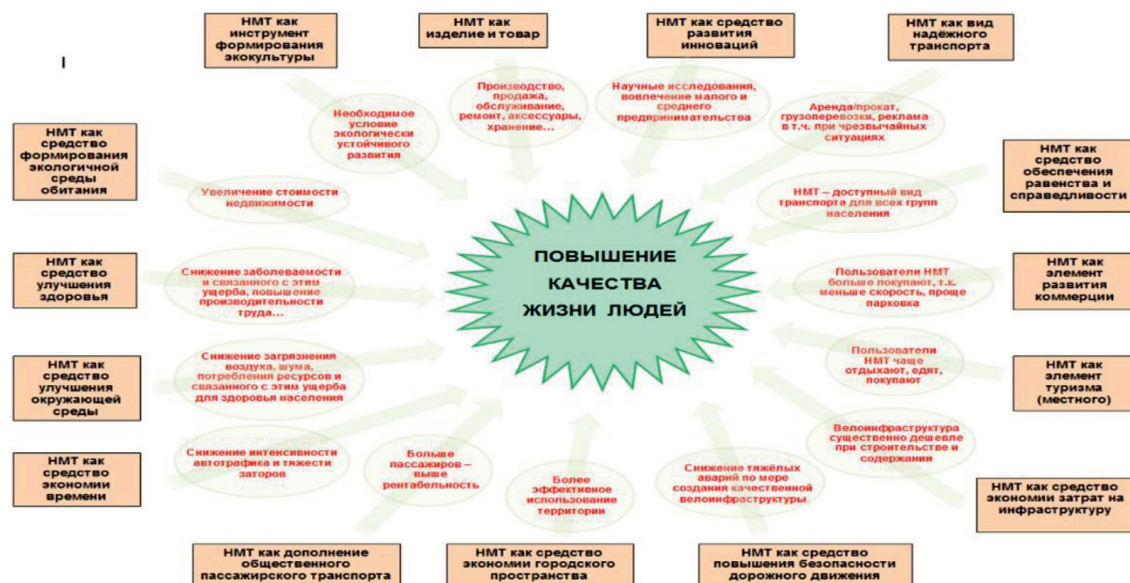 НМТ как
инструмент
формирования
экокультуры
НМТ как
изделие и товар
НМТ как средство
развития
инноваций
НМТ как вид
надёжного
транспорта
I
Необходимое
условие
экологически
устойчивого
развития
Производство,
продажа,
обслуживание,
ремонт, аксессуары,
хранение...
Научные исследования,
вовлечение малого и
среднего
предпринимательства
Аренда/прокат,
грузоперевозки, реклама
в т.ч. при чрезвычайных
ситуациях
НМТ как
средство
формирования
экологичной
среды
обитания
Увеличение стоимости
недвижимости
НМТ – доступный вид
транспорта для всех групп
населения
НМТ как
средство
обеспечения
равенства и
справедливости
НМТ как
средство
улучшения
здоровья
Снижение заболеваемости
и связанного с этим
ущерба, повышение
производительности
труда...
ПОВЫШЕНИЕ
КАЧЕСТВА
ЖИЗНИ ЛЮДЕЙ
Пользователи НМТ
больше покупают, т.к.
меньше скорость, проще
парковка
НМТ как
элемент
развития
коммерции
НМТ как
средство
улучшения
окружающей
среды
Снижение загрязнения
воздуха, шума,
потребления ресурсов и
связанного с этим ущерба
для здоровья населения
Пользователи
НМТ чаще
отдыхают, едят,
покупают
НМТ как
элемент
туризма
(местного)
НМТ как
средство
экономии
времени
Снижение интенсивности
автотрафика и тяжести
заторов
Больше
пассажиров –
выше
рентабельность
Более
эффективное
использование
территории
Снижение тяжёлых
аварий по мере
создания качественной
велоинфраструктуры
Велоинфраструктура
существенно дешевле
при строительстве и
содержании
НМТ как средство
экономии затрат на
инфраструктуру
НМТ как дополнение
общественного
пассажирского транспорта
НМТ как средство
экономии городского
пространства
НМТ как средство
повышения безопасности
дорожного движения